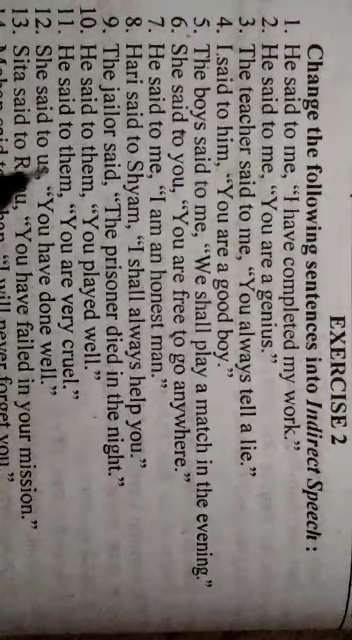 EXERCISE 2
Change the following sentences into Indirect Speech :
1. He said to me, “I have completed my work.”
2. He said to me, “You are a genius.”
3. The teacher said to me, “You always tell a lie.”
4. I said to him, “You are a good boy.”
5. The boys said to me, “We shall play a match in the evening.”
6. She said to you, “You are free to go anywhere.”
7. He said to me, “I am an honest man.”
8. Hari said to Shyam, “I shall always help you.”
9. The jailor said, “The prisoner died in the night.”
10. He said to them, “You played well.”
11. He said to them, “You are very cruel.”
12. She said to us, “You have done well.”
13. Sita said to “You have failed in your mission.”
“I will never forget you.”